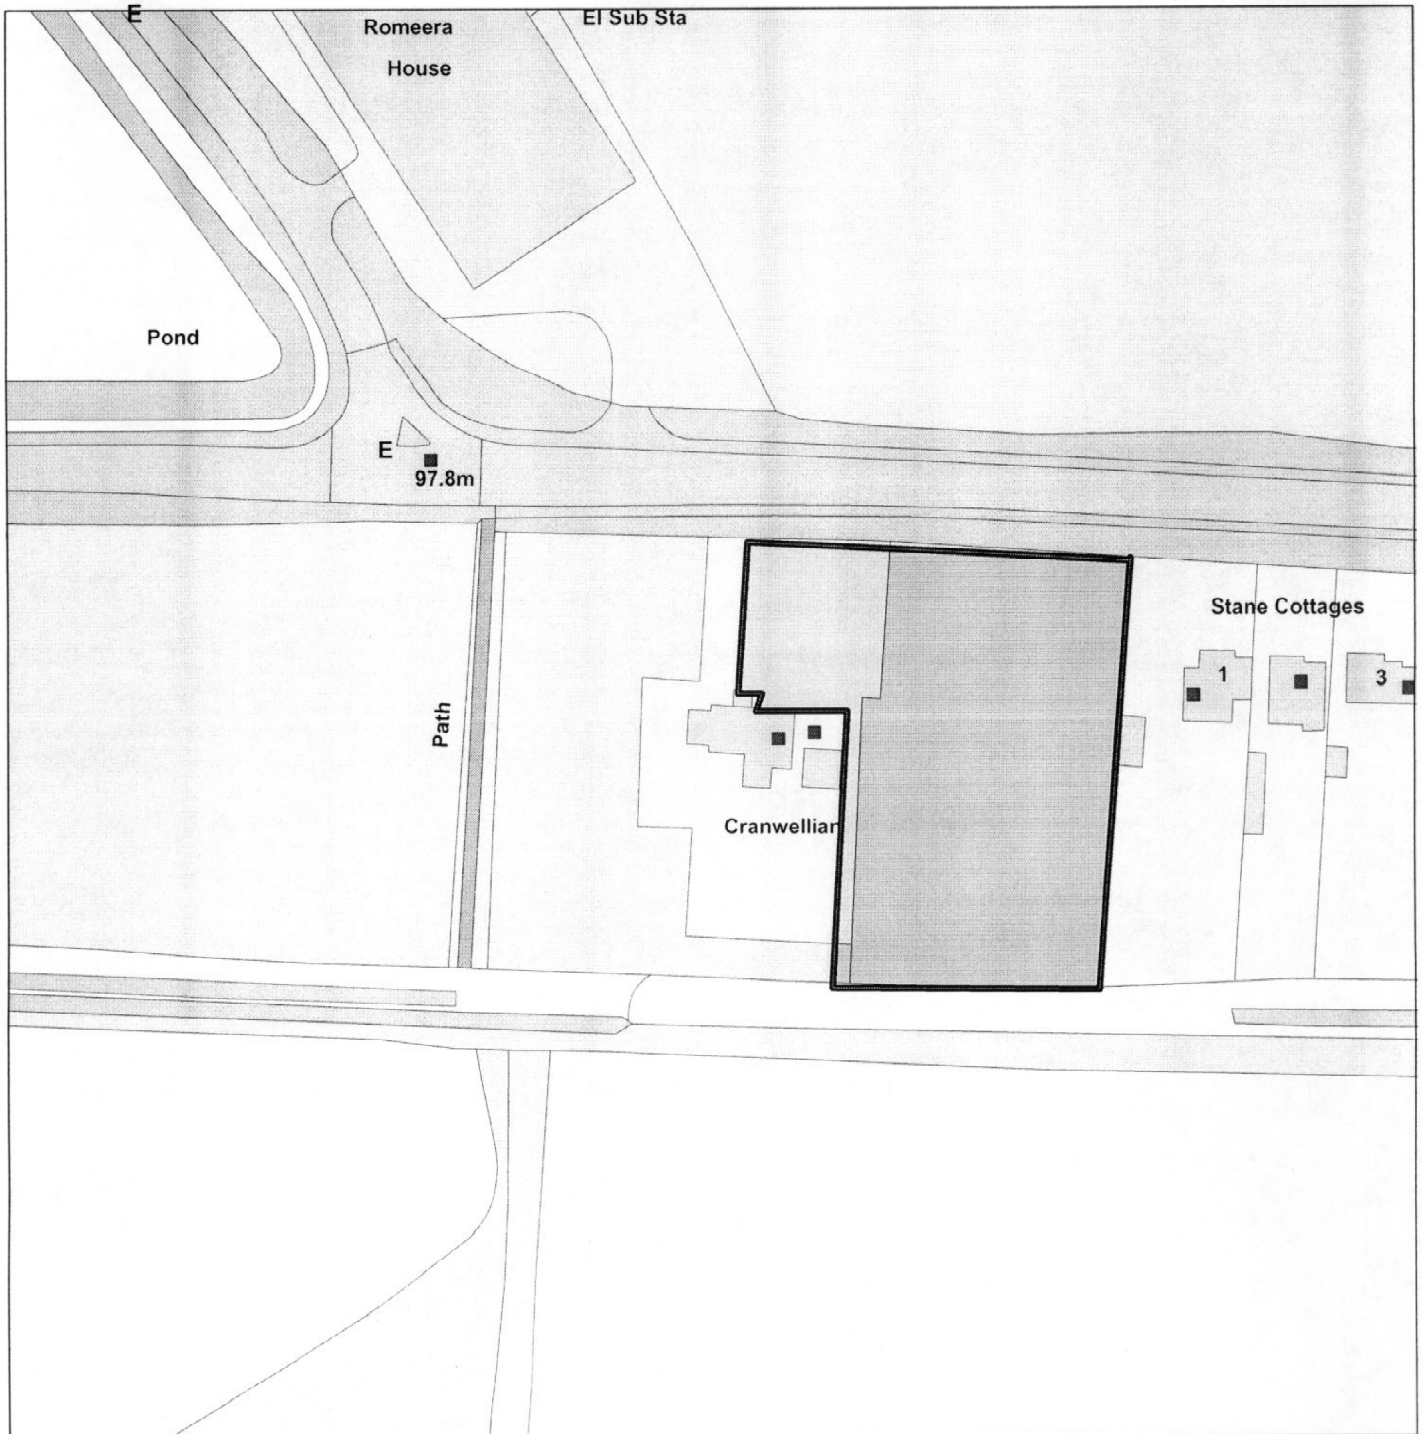 E
Romeera
House
El Sub Sta
Pond
E
97.8m
Stane Cottages
1
3
Path
Cranwellian